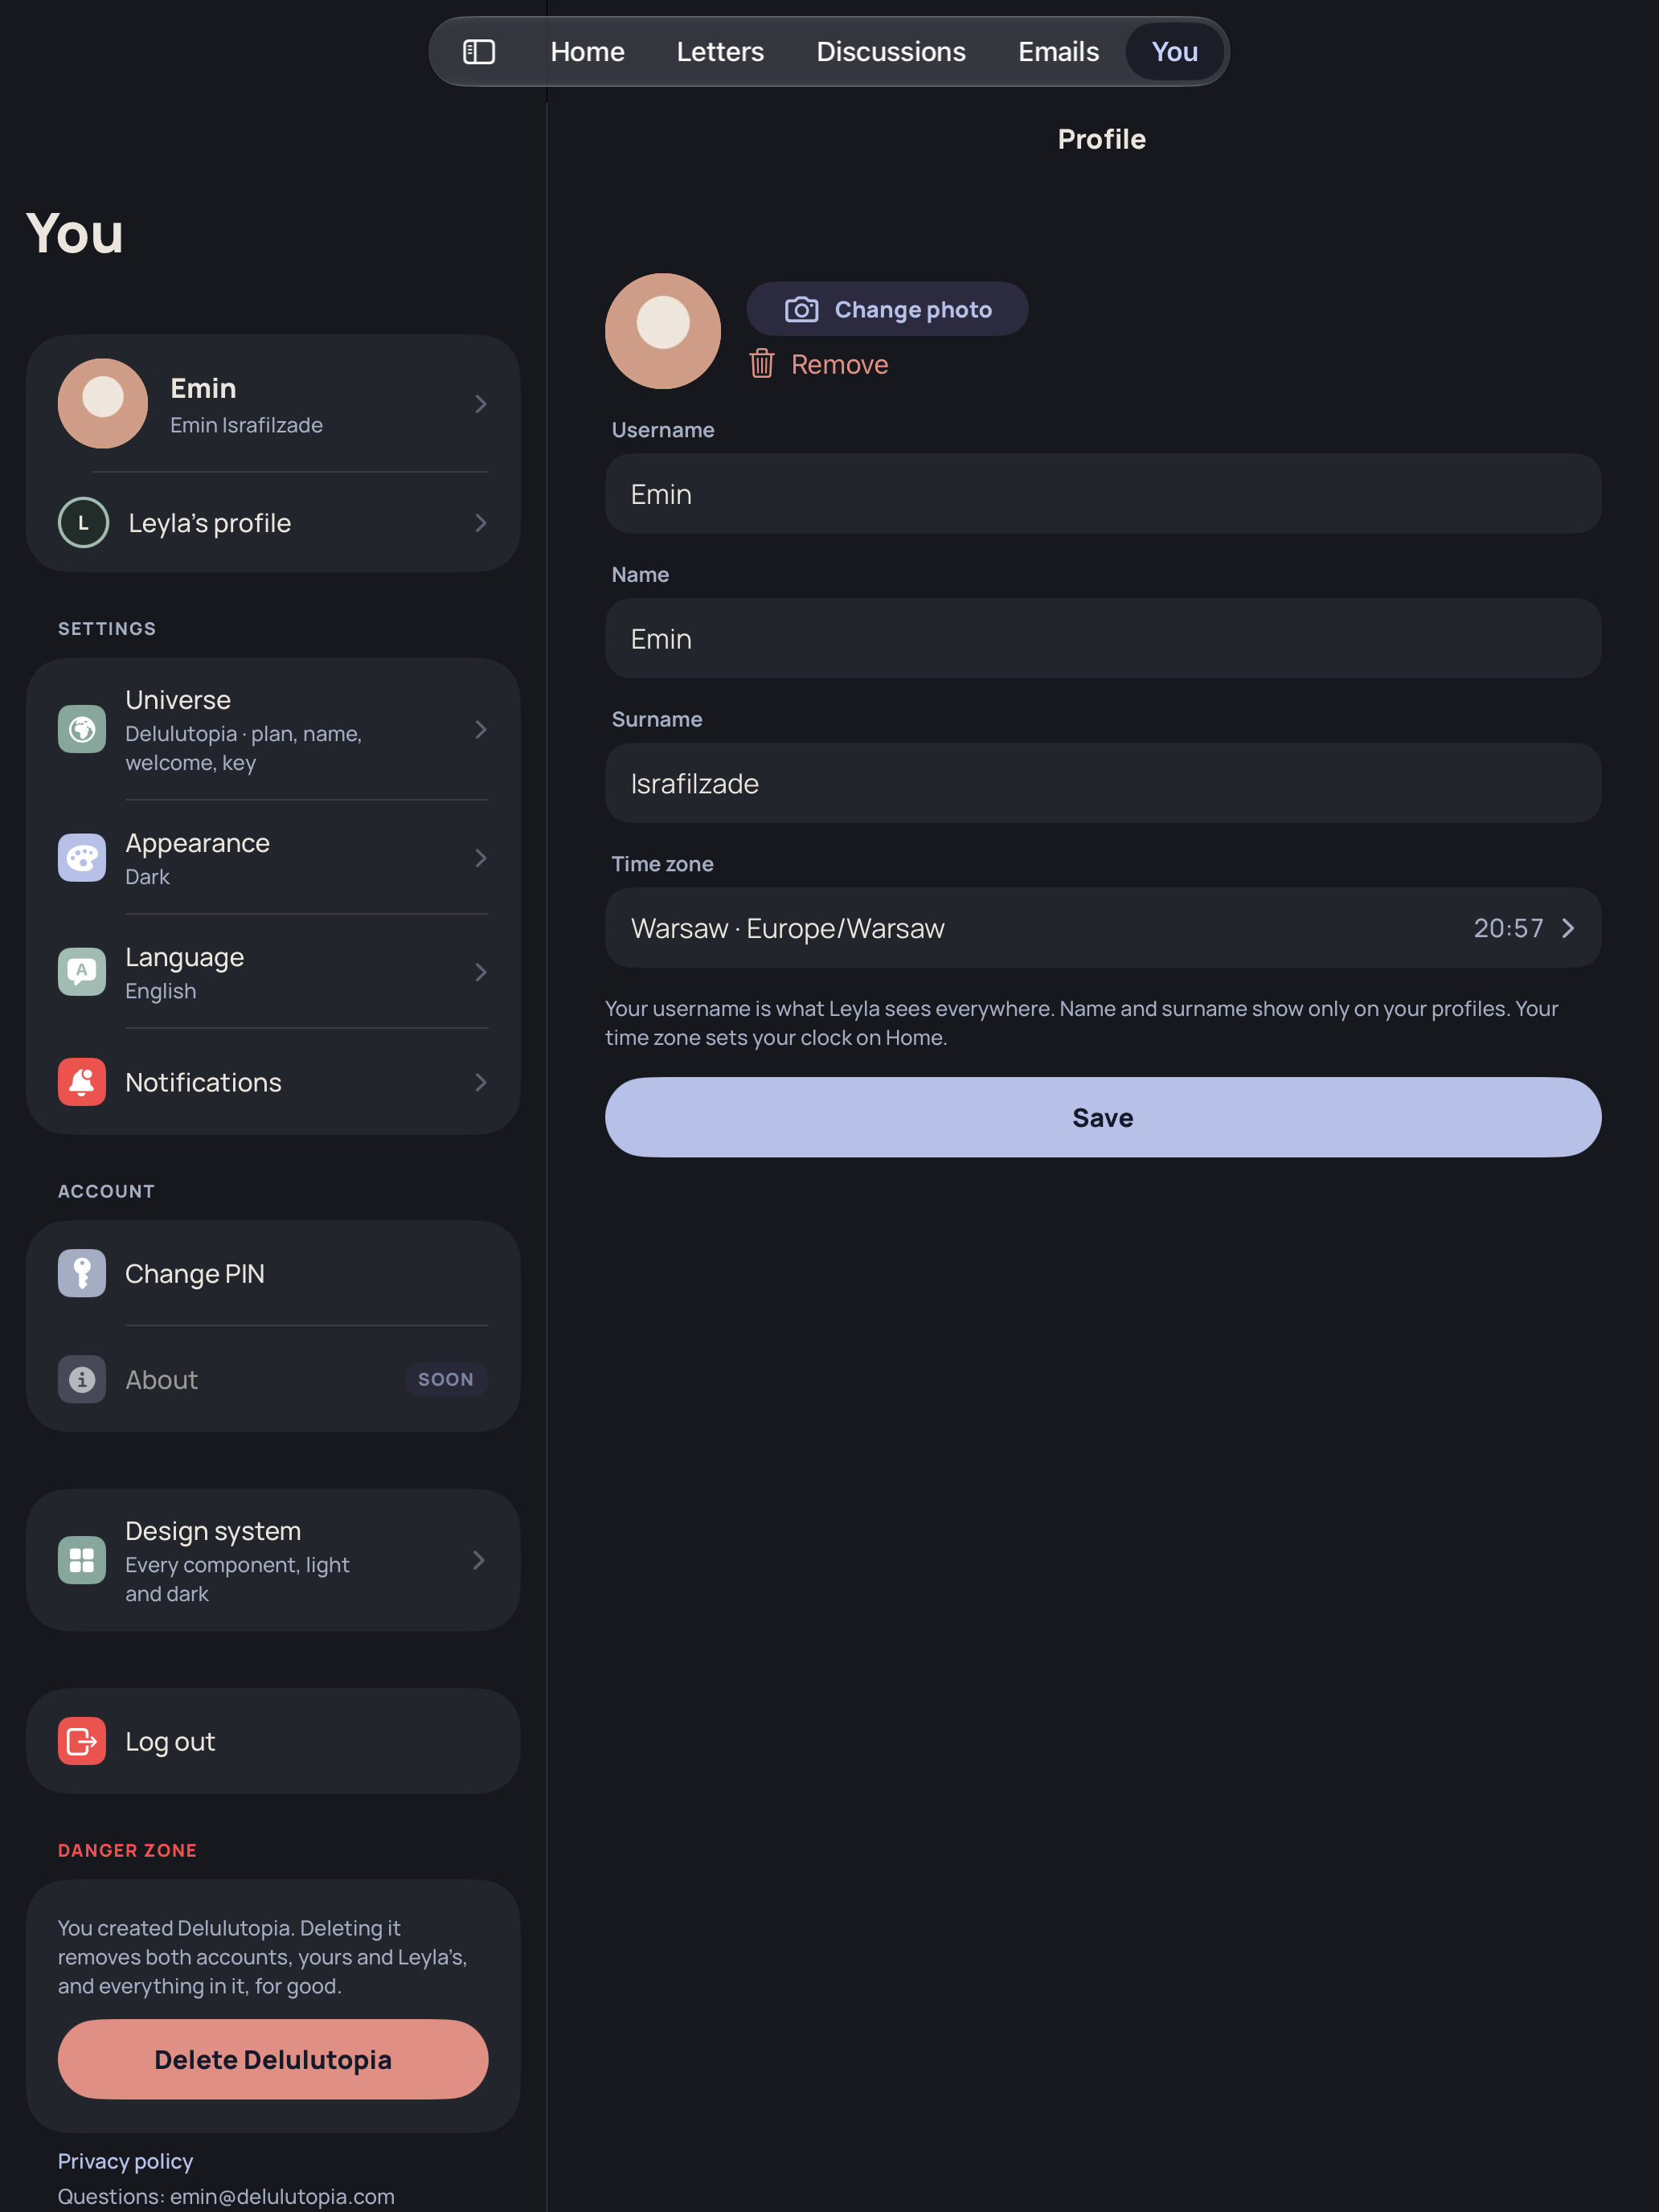 Home
Letters
Discussions
Emails
You
You
Emin
Emin Israfilzade
L
Leyla’s profile
SETTINGS
Universe
Delulutopia · plan, name,
welcome, key
Appearance
Dark
A
Language
English
Notifications
ACCOUNT
Change PIN
About
SOON
Design system
Every component, light
and dark
Log out
DANGER ZONE
You created Delulutopia. Deleting it
removes both accounts, yours and Leyla’s,
and everything in it, for good.
Delete Delulutopia
Privacy policy
Questions: emin@delulutopia.com
Profile
Change photo
Remove
Username
Emin
Name
Emin
Surname
Israfilzade
Time zone
Warsaw · Europe/Warsaw
20:57
Your username is what Leyla sees everywhere. Name and surname show only on your profiles. Your
time zone sets your clock on Home.
Save